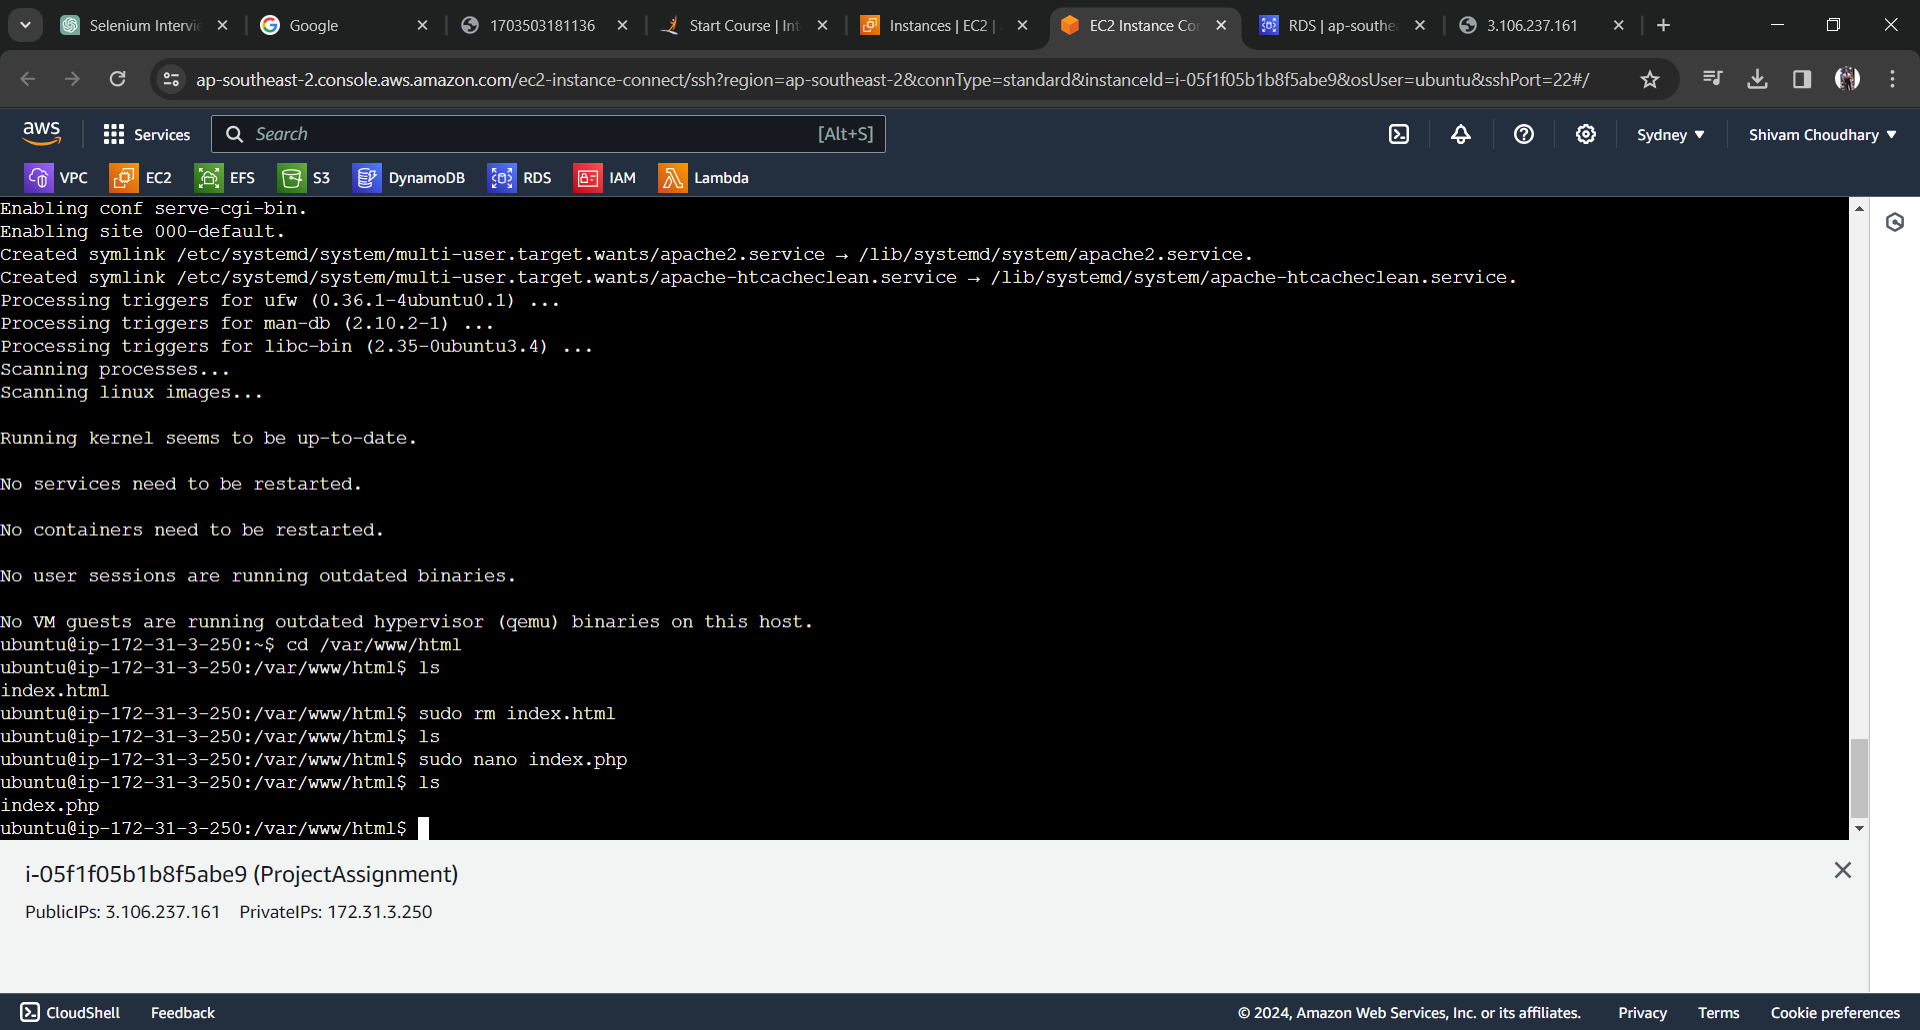 Selenium Intervie
Google
1703503181136
Start Course | Int
Instances | EC2 |
EC2 Instance Con
RDS | ap-southea
3.106.237.161
ap-southeast-2.console.aws.amazon.com/ec2-instance-connect/ssh?region=ap-southeast-2&connType=standard&instanceId=i-05f1f05b1b8f5abe9&osUser=ubuntu&sshPort=22#/
aws
Services
Search
[Alt+S]
Sydney
Shivam Choudhary
VPC
EC2
EFS
S3
DynamoDB
RDS
IAM
Lambda
Enabling conf serve-cgi-bin.
Enabling site 000-default.
Created symlink /etc/systemd/system/multi-user.target.wants/apache2.service → /lib/systemd/system/apache2.service.
Created symlink /etc/systemd/system/multi-user.target.wants/apache-htcacheclean.service → /lib/systemd/system/apache-htcacheclean.service.
Processing triggers for ufw (0.36.1-4ubuntu0.1) ...
Processing triggers for man-db (2.10.2-1) ...
Processing triggers for libc-bin (2.35-0ubuntu3.4) ...
Scanning processes...
Scanning linux images...
Running kernel seems to be up-to-date.
No services need to be restarted.
No containers need to be restarted.
No user sessions are running outdated binaries.
No VM guests are running outdated hypervisor (qemu) binaries on this host.
ubuntu@ip-172-31-3-250:~$ cd /var/www/html
ubuntu@ip-172-31-3-250:/var/www/html$ ls
index.html
ubuntu@ip-172-31-3-250:/var/www/html$ sudo rm index.html
ubuntu@ip-172-31-3-250:/var/www/html$ ls
ubuntu@ip-172-31-3-250:/var/www/html$ sudo nano index.php
ubuntu@ip-172-31-3-250:/var/www/html$ ls
index.php
ubuntu@ip-172-31-3-250:/var/www/html$
i-05f1f05b1b8f5abe9 (ProjectAssignment)
PublicIPs: 3.106.237.161 PrivateIPs: 172.31.3.250
CloudShell
Feedback
© 2024, Amazon Web Services, Inc. or its affiliates.
Privacy
Terms
Cookie preferences